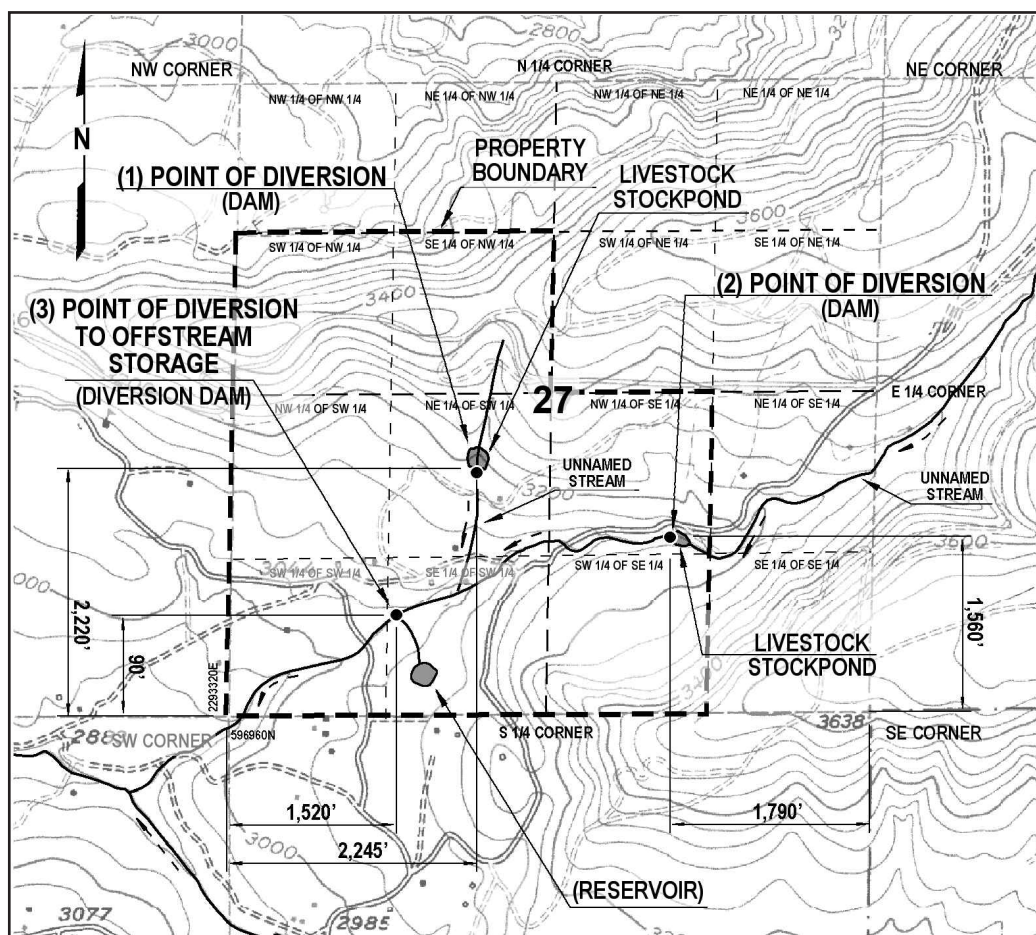 3000
2800
NW CORNER
N 1/4 CORNER
NE CORNER
NW 1/4 OF NW 1/4
NE 1/4 OF NW 1/4
NW 1/4 OF NE 1/4
NE 1/4 OF NE 1/4
N
PROPERTY
BOUNDARY
(1) POINT OF DIVERSION
(DAM)
LIVESTOCK
STOCKPOND
3600
SW 1/4 OF NW 1/4
SE 1/4 OF NW 1/4
SW 1/4 OF NE 1/4
SE 1/4 OF NE 1/4
(2) POINT OF DIVERSION
(DAM)
3400
(3) POINT OF DIVERSION
TO OFFSTREAM
STORAGE
(DIVERSION DAM)
27
E 1/4 CORNER
NW 1/4 OF SW 1/4
NE 1/4 OF SW 1/4
NW 1/4 OF SE 1/4
NE 1/4 OF SE 1/4
UNNAMED
STREAM
UNNAMED
STREAM
3600
SW 1/4 OF SW 1/4
SE 1/4 OF SW 1/4
SW 1/4 OF SE 1/4
SE 1/4 OF SE 1/4
2,220'
90'
1,560'
2293320E
LIVESTOCK
STOCKPOND
3400
SW CORNER
596960N
S 1/4 CORNER
3638
SE CORNER
1,520'
1,790'
3000
2,245'
(RESERVOIR)
3077
2985